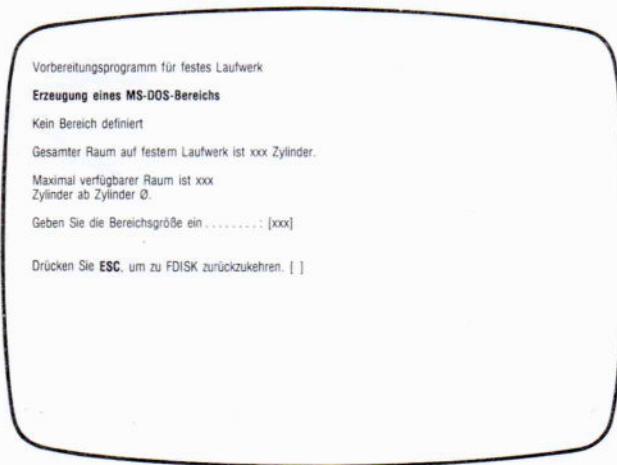 Vorbereitungsprogramm für festes Laufwerk
Erzeugung eines MS-DOS-Bereichs
Kein Bereich definiert
Gesamter Raum auf festem Laufwerk ist xxx Zylinder.
Maximal verfügbarer Raum ist xxx
Zylinder ab Zylinder Ø.
Geben Sie die Bereichsgröße ein . . . . . . . . : [xxx]
Drücken Sie ESC, um zu FDISK zurückzukehren. [ ]